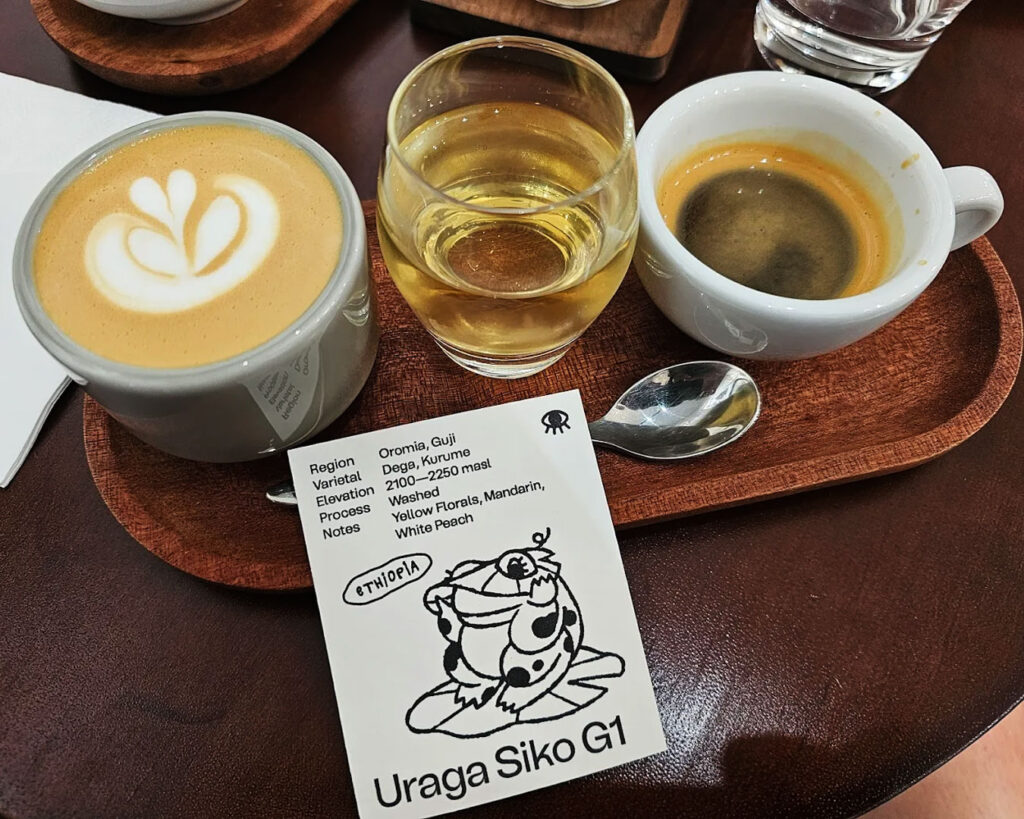 Region Oromia, Guji
Varietal Dega, Kurume
Elevation 2100—2250 masl
Process Washed
Notes Yellow Florals, Mandarin,
White Peach
eTHIOPIA
Uraga Siko G1